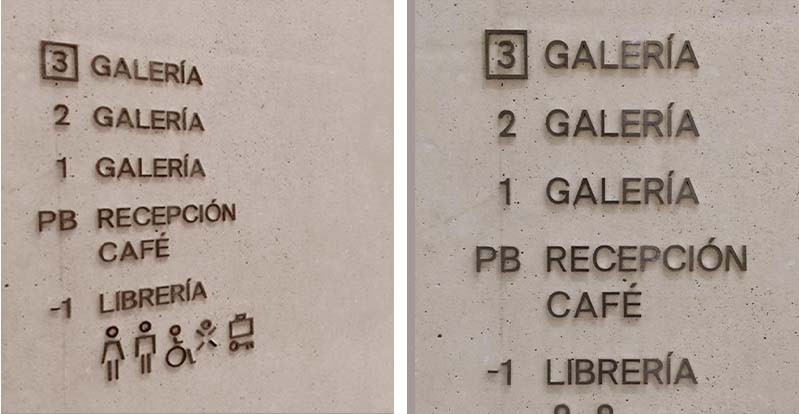 3 GALERÍA
2 GALERÍA
1 GALERÍA
PB RECEPCIÓN
CAFÉ
-1 LIBRERÍA
3 GALERÍA
2 GALERÍA
1 GALERÍA
PB RECEPCIÓN
CAFÉ
-1 LIBRERÍA